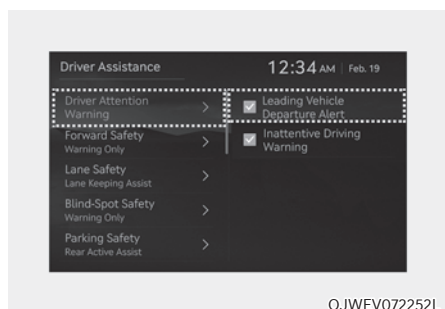 Driver Assistance
12:34 AM Feb. 19
Driver Attention
Warning
Forward Safety
Warning Only
Lane Safety
Lane Keeping Assist
Blind-Spot Safety
Warning Only
Parking Safety
Rear Active Assist
Leading Vehicle
Departure Alert
Inattentive Driving
Warning
OJWEV072252L